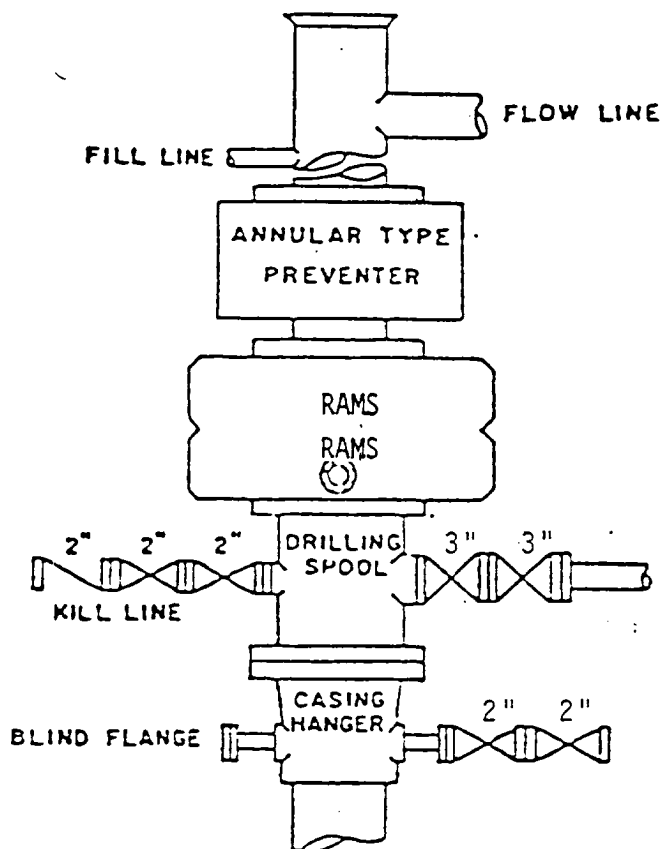 FLOW LINE
FILL LINE
ANNULAR TYPE
PREVENTER
RAMS
RAMS
2" 2" 2"
DRILLING
SPOOL
3" 3"
KILL LINE
CASING
HANGER
2" 2"
BLIND FLANGE